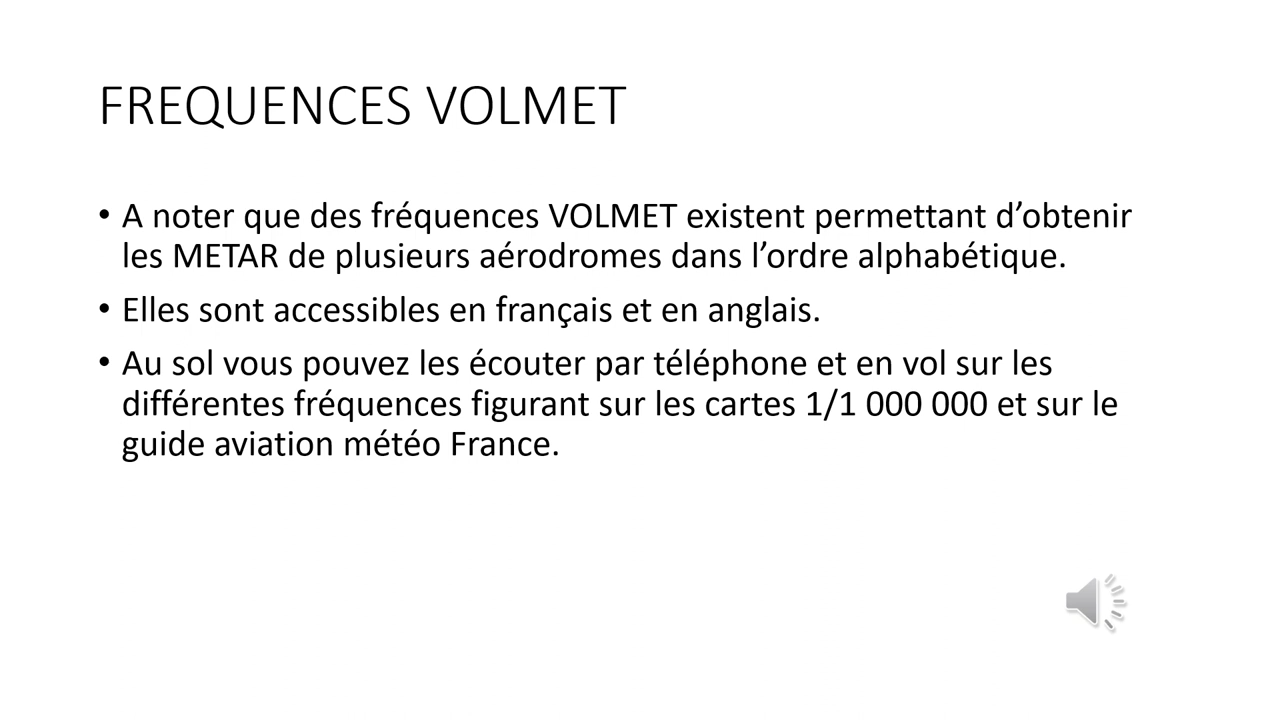 FREQUENCES VOLMET
• A noter que des fréquences VOLMET existent permettant d’obtenir
les METAR de plusieurs aérodromes dans l’ordre alphabétique.
• Elles sont accessibles en français et en anglais.
• Au sol vous pouvez les écouter par téléphone et en vol sur les
différentes fréquences figurant sur les cartes 1/1 000 000 et sur le
guide aviation météo France.